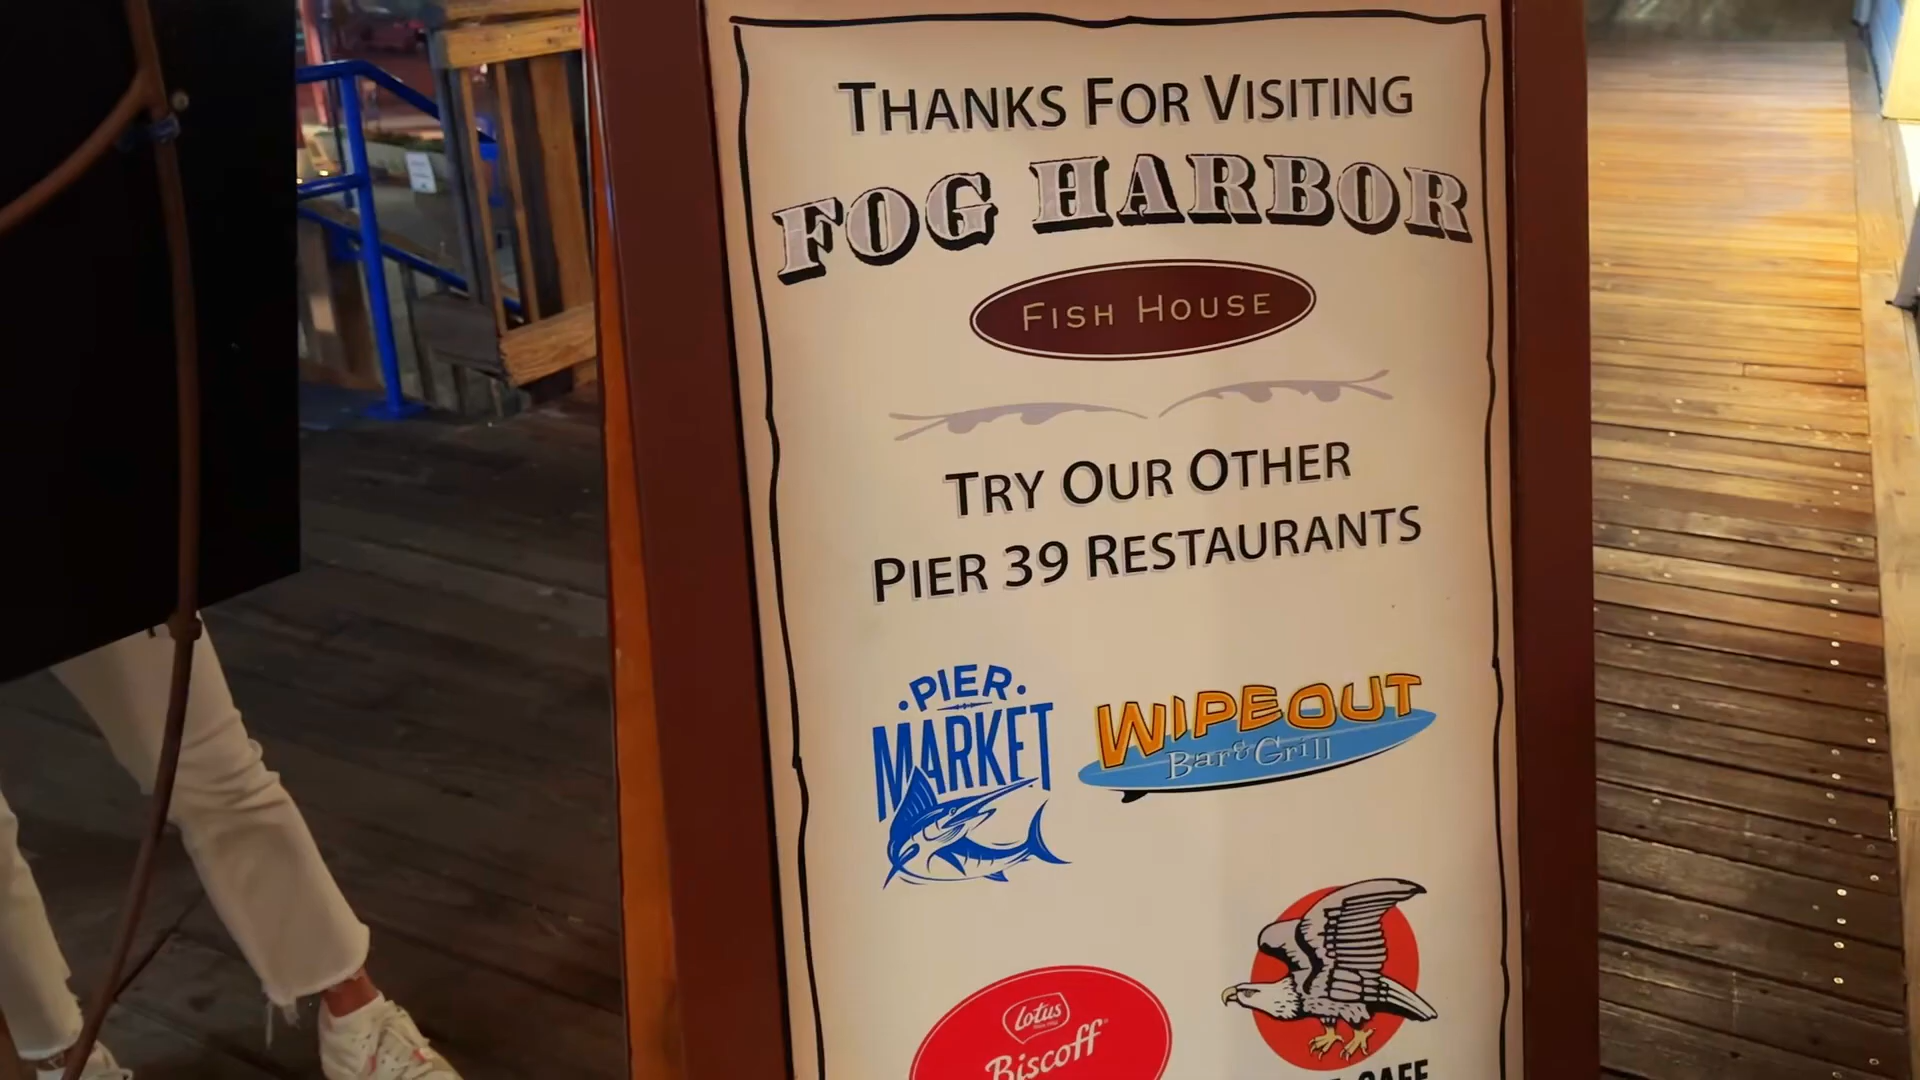 THANKS FOR VISITING
FOG HARBOR
FISH HOUSE
TRY OUR OTHER
PIER 39 RESTAURANTS
PIER
MARKET
WIPEOUT
Bar & Grill
Lotus
Biscoff
CAFE